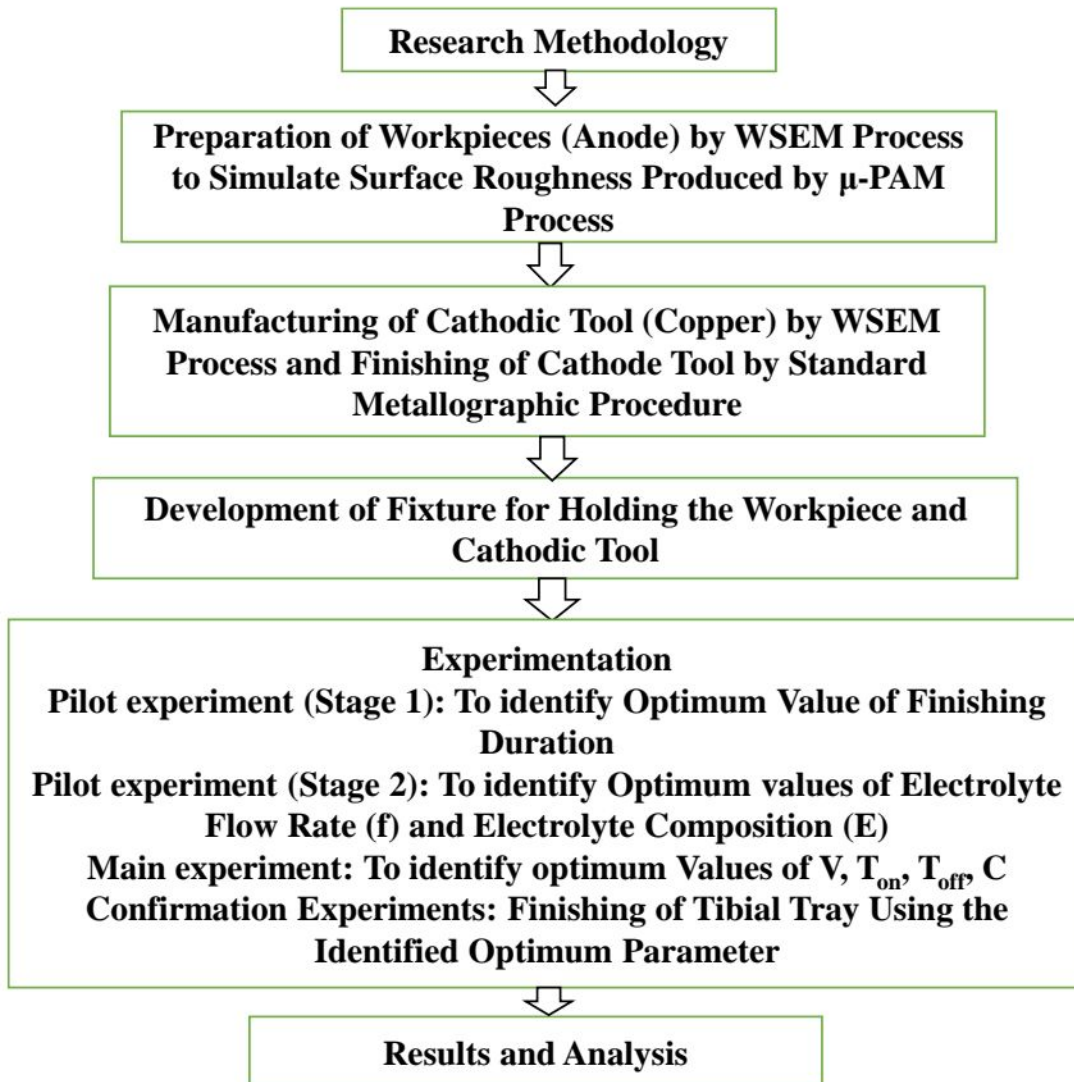 Research Methodology
Preparation of Workpieces (Anode) by WSEM Process
to Simulate Surface Roughness Produced by μ-PAM
Process
Manufacturing of Cathodic Tool (Copper) by WSEM
Process and Finishing of Cathode Tool by Standard
Metallographic Procedure
Development of Fixture for Holding the Workpiece and
Cathodic Tool
Experimentation
Pilot experiment (Stage 1): To identify Optimum Value of Finishing
Duration
Pilot experiment (Stage 2): To identify Optimum values of Electrolyte
Flow Rate (f) and Electrolyte Composition (E)
Main experiment: To identify optimum Values of V, Ton, Toff, C
Confirmation Experiments: Finishing of Tibial Tray Using the
Identified Optimum Parameter
Results and Analysis